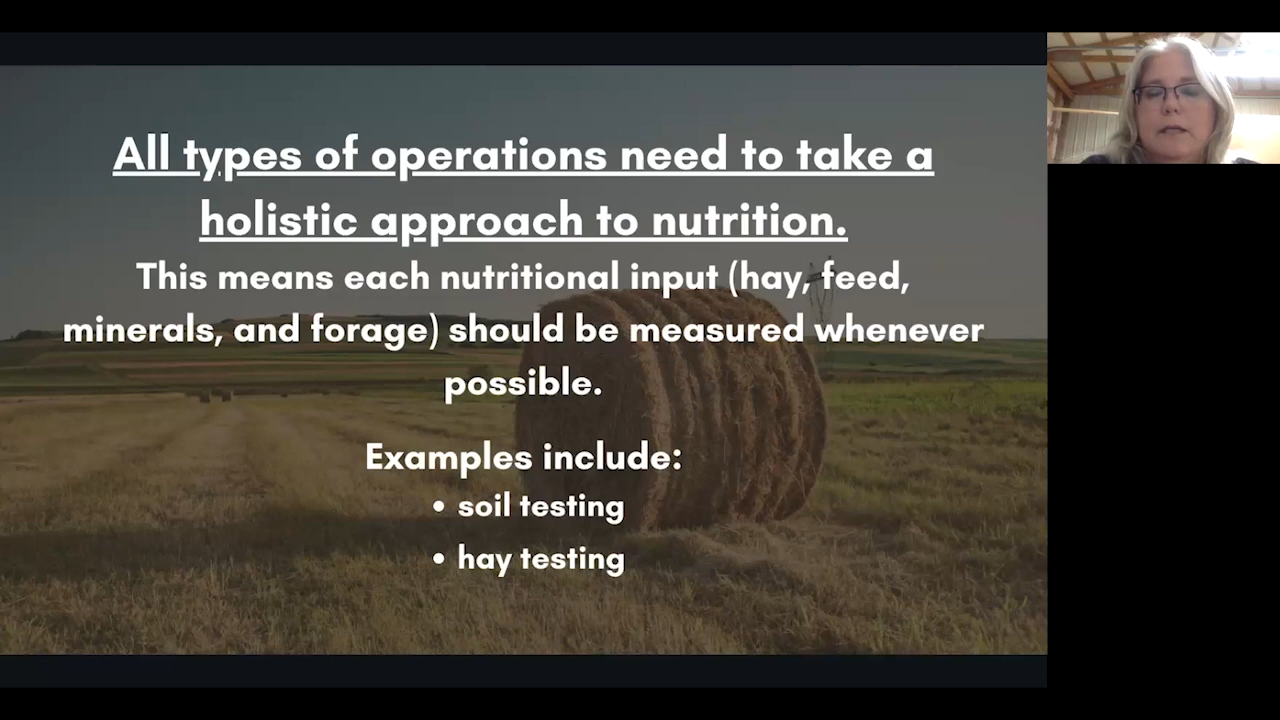 All types of operations need to take a
holistic approach to nutrition.
This means each nutritional input (hay, feed,
minerals, and forage) should be measured whenever
possible.
Examples include:
• soil testing
• hay testing